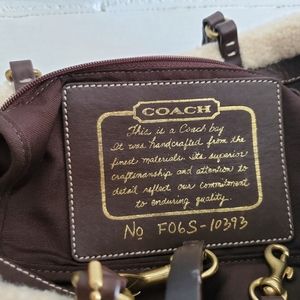 COACH
This is a Coach bag
It was handcrafted from the
finest materials. Its superior
craftsmanship and attention to
detail reflect our commitment
to enduring quality.
No F06S-10393